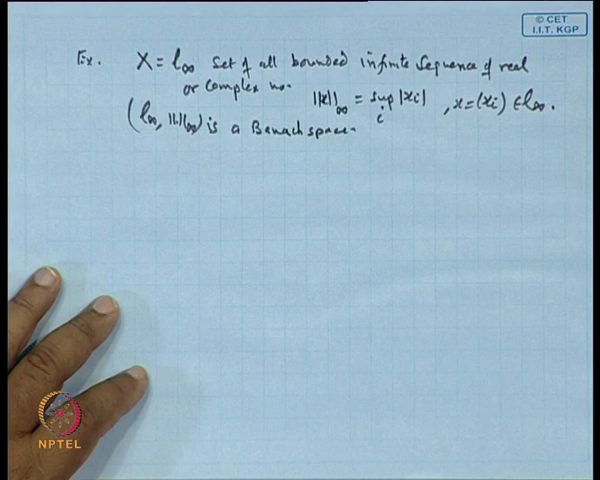 © CET
I.I.T. KGP
Ex. X = l∞ set of all bounded infinite sequence of real
or complex no.
||x||∞ = sup |xi| , x=(xi) ∈ l∞.
i
(l∞, ||.||∞) is a Banach space.
NPTEL